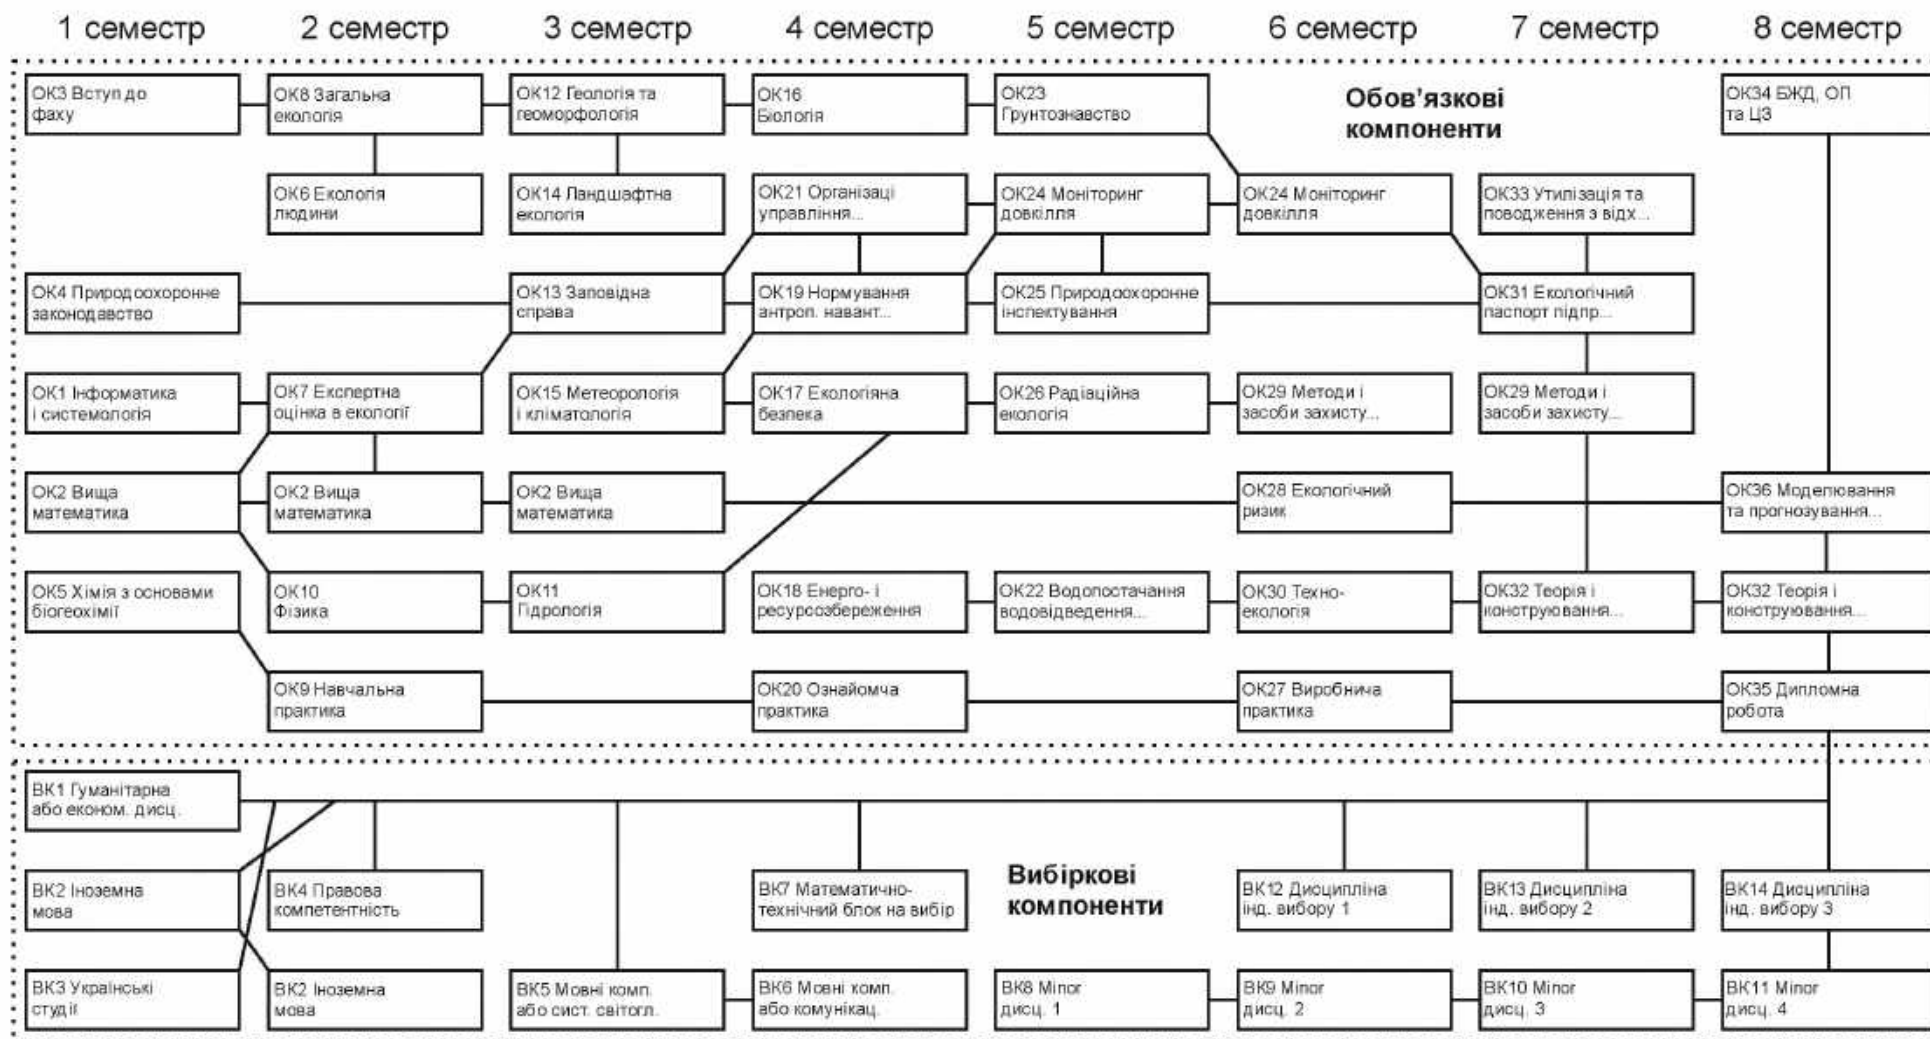 1 семестр
2 семестр
3 семестр
4 семестр
5 семестр
6 семестр
7 семестр
8 семестр
ОК3 Вступ до
фаху
ОК8 Загальна
екологія
ОК12 Геологія та
геоморфологія
ОК16
Біологія
ОК23
Грунтознавство
Обов’язкові
компоненти
ОК34 БЖД, ОП
та ЦЗ
ОК6 Екологія
людини
ОК14 Ландшафтна
екологія
ОК21 Організаці
управління...
ОК24 Моніторинг
довкілля
ОК24 Моніторинг
довкілля
ОК33 Утилізація та
поводження з відх...
ОК4 Природоохоронне
законодавство
ОК13 Заповідна
справа
ОК19 Нормування
антроп. навант...
ОК25 Природоохоронне
інспектування
ОК31 Екологічний
паспорт підпр...
ОК1 Інформатика
і системологія
ОК7 Експертна
оцінка в екології
ОК15 Метеорологія
і кліматологія
ОК17 Екологіяна
безпека
ОК26 Радіаційна
екологія
ОК29 Методи і
засоби захисту...
ОК29 Методи і
засоби захисту...
ОК2 Вища
математика
ОК2 Вища
математика
ОК2 Вища
математика
ОК28 Екологічний
ризик
ОК36 Моделювання
та прогнозування...
ОК5 Хімія з основами
біогеохімії
ОК10
Фізика
ОК11
Гідрологія
ОК18 Енерго- і
ресурсозбереження
ОК22 Водопостачання
водовідведення...
ОК30 Техно-
екологія
ОК32 Теорія і
конструювання...
ОК32 Теорія і
конструювання...
ОК9 Навчальна
практика
ОК20 Ознайомча
практика
ОК27 Виробнича
практика
ОК35 Дипломна
робота
ВК1 Гуманітарна
або економ. дисц.
ВК2 Іноземна
мова
ВК4 Правова
компетентність
ВК7 Математично-
технічний блок на вибір
Вибіркові
компоненти
ВК12 Дисципліна
інд. вибору 1
ВК13 Дисципліна
інд. вибору 2
ВК14 Дисципліна
інд. вибору 3
ВК3 Українські
студії
ВК2 Іноземна
мова
ВК5 Мовні комп.
або сист. світогл.
ВК6 Мовні комп.
або комунікац.
ВК8 Minor
дисц. 1
ВК9 Minor
дисц. 2
ВК10 Minor
дисц. 3
ВК11 Minor
дисц. 4